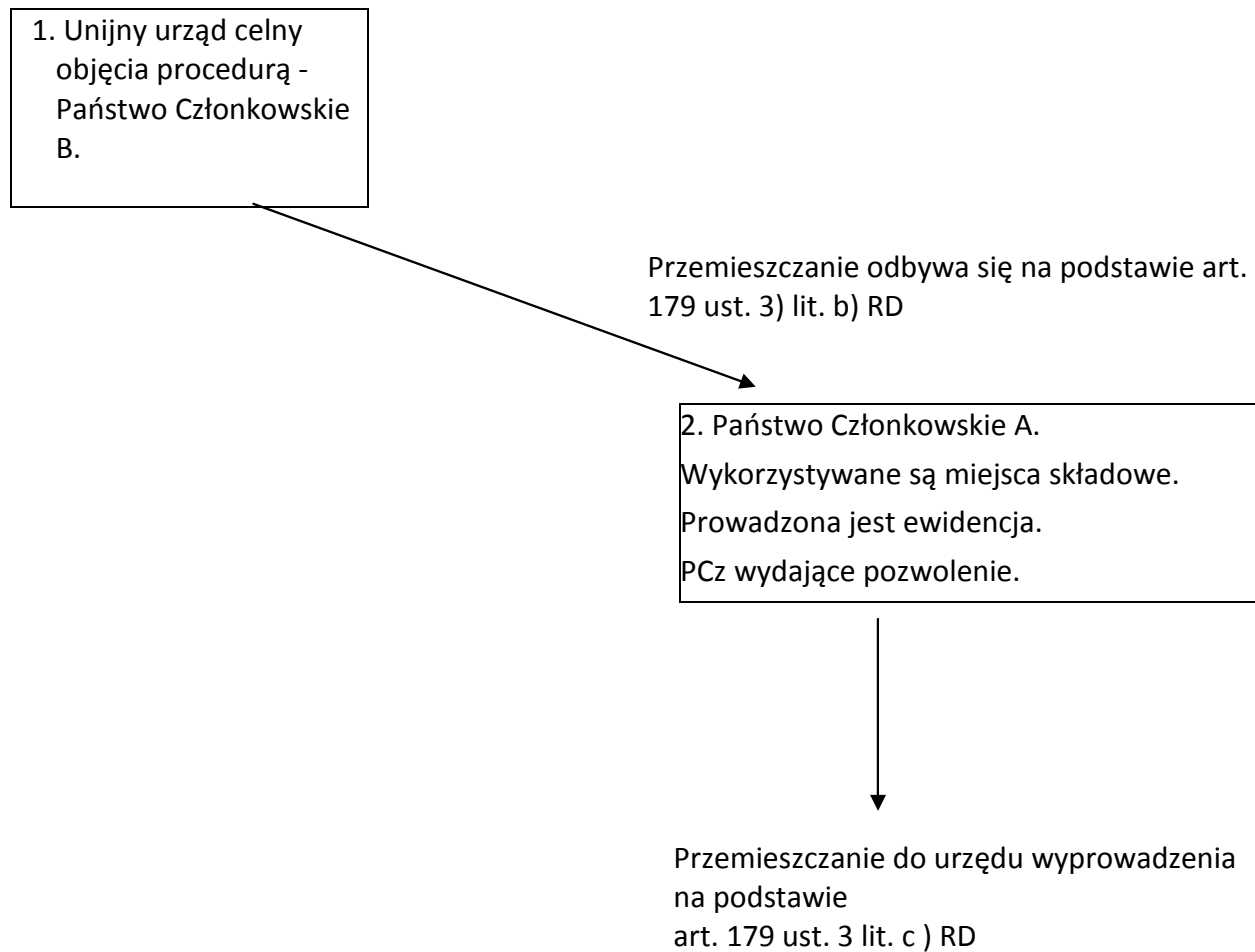 1. Unijny urząd celny
objęcia procedurą -
Państwo Członkowskie
B.
Przemieszczanie odbywa się na podstawie art.
179 ust. 3) lit. b) RD
2. Państwo Członkowskie A.
Wykorzystywane są miejsca składowe.
Prowadzona jest ewidencja.
PCz wydające pozwolenie.
Przemieszczanie do urzędu wyprowadzenia
na podstawie
art. 179 ust. 3 lit. c ) RD